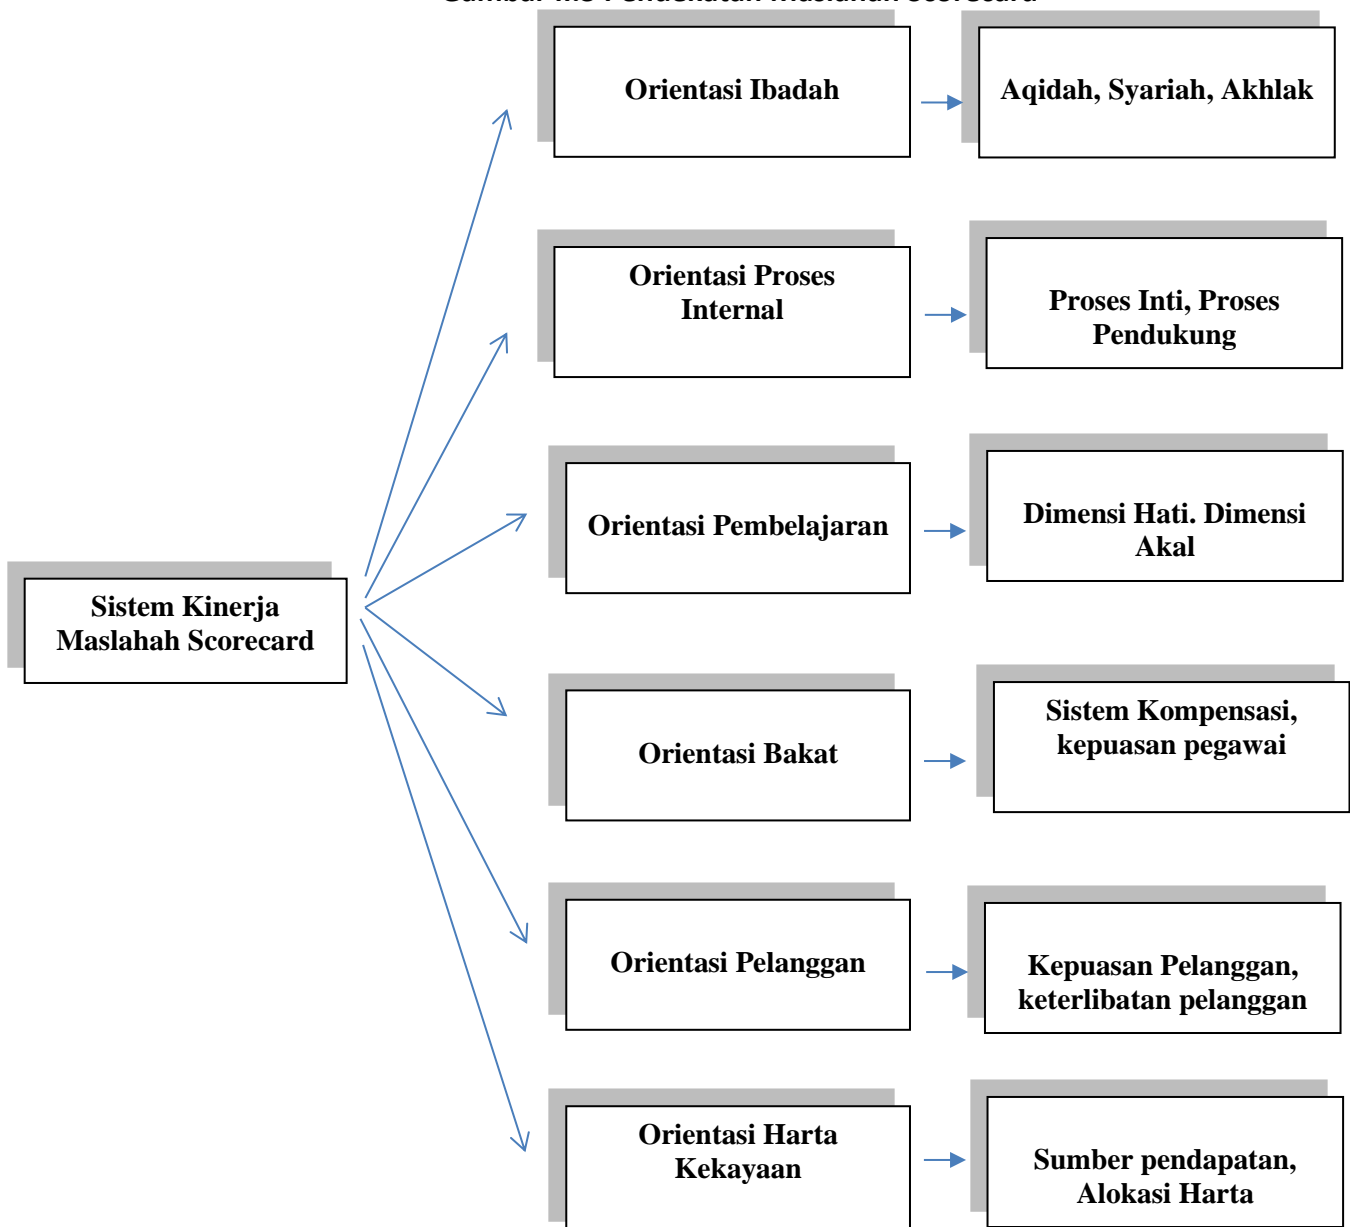 Orientasi Ibadah
Aqidah, Syariah, Akhlak
Orientasi Proses
Internal
Proses Inti, Proses
Pendukung
Orientasi Pembelajaran
Dimensi Hati. Dimensi
Akal
Sistem Kinerja
Maslahah Scorecard
Orientasi Bakat
Sistem Kompensasi,
kepuasan pegawai
Orientasi Pelanggan
Kepuasan Pelanggan,
keterlibatan pelanggan
Orientasi Harta
Kekayaan
Sumber pendapatan,
Alokasi Harta